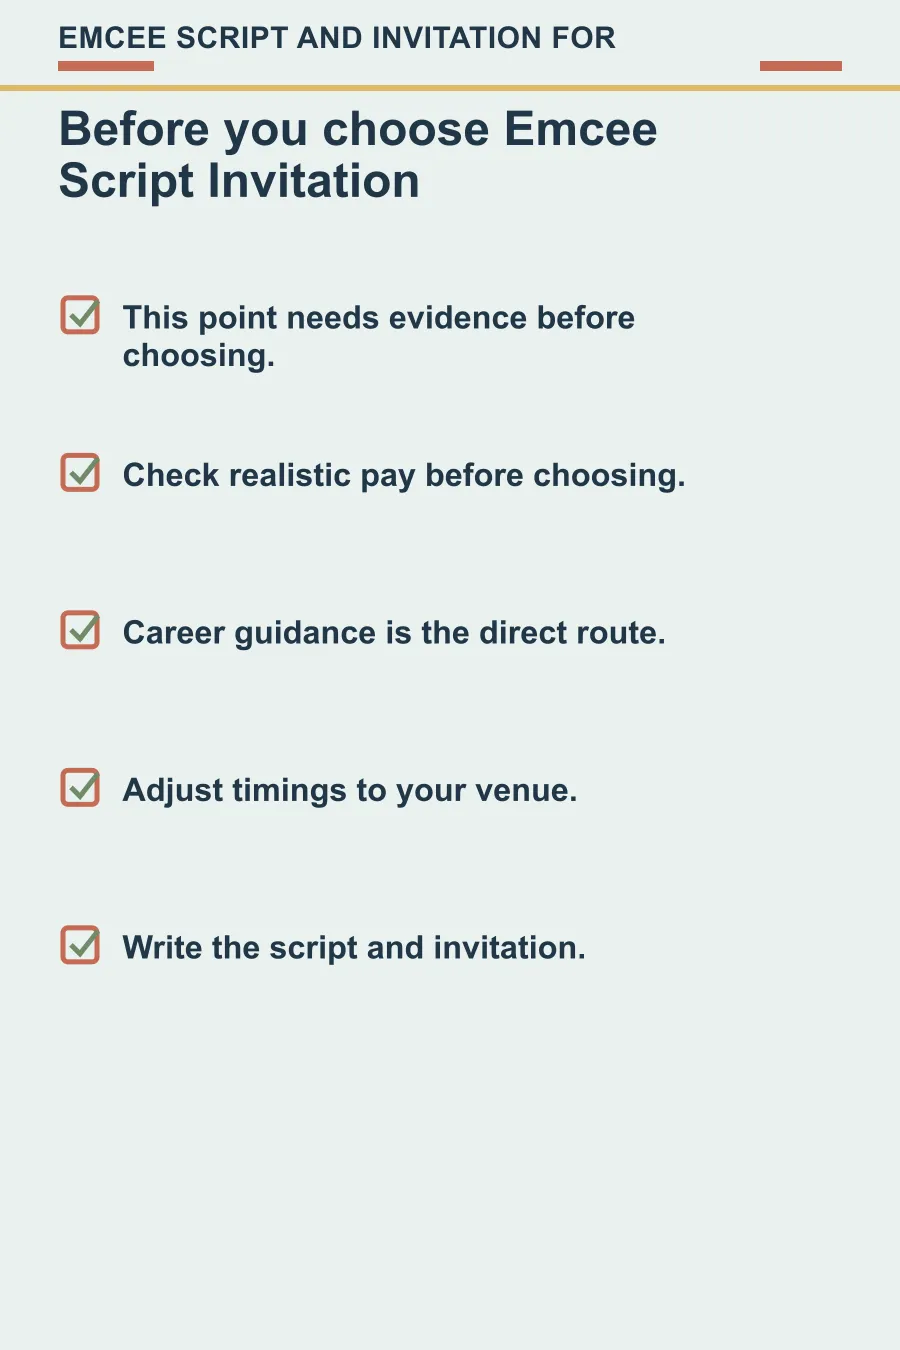 EMCEE SCRIPT AND INVITATION FOR
Before you choose Emcee
Script Invitation
This point needs evidence before
choosing.
Check realistic pay before choosing.
Career guidance is the direct route.
Adjust timings to your venue.
Write the script and invitation.